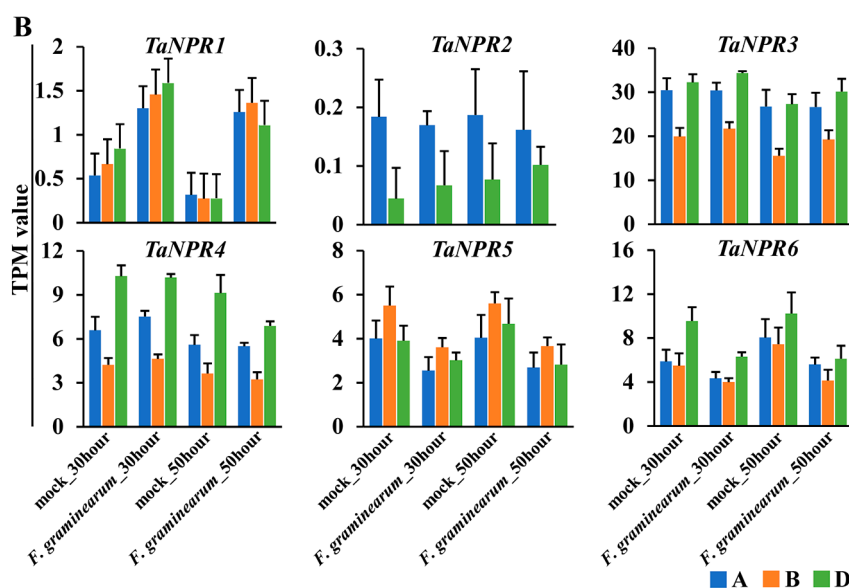 B
TaNPR1
TaNPR2
TaNPR3
2
1.5
1
0.5
0
0.3
0.2
0.1
0
40
30
20
10
0
TPM value
TaNPR4
TaNPR5
TaNPR6
12
9
6
3
0
8
6
4
2
0
16
12
8
4
0
mock_30hour
F. graminearum_30hour
mock_50hour
F. graminearum_50hour
mock_30hour
F. graminearum_30hour
mock_50hour
F. graminearum_50hour
mock_30hour
F. graminearum_30hour
mock_50hour
F. graminearum_50hour
A B D